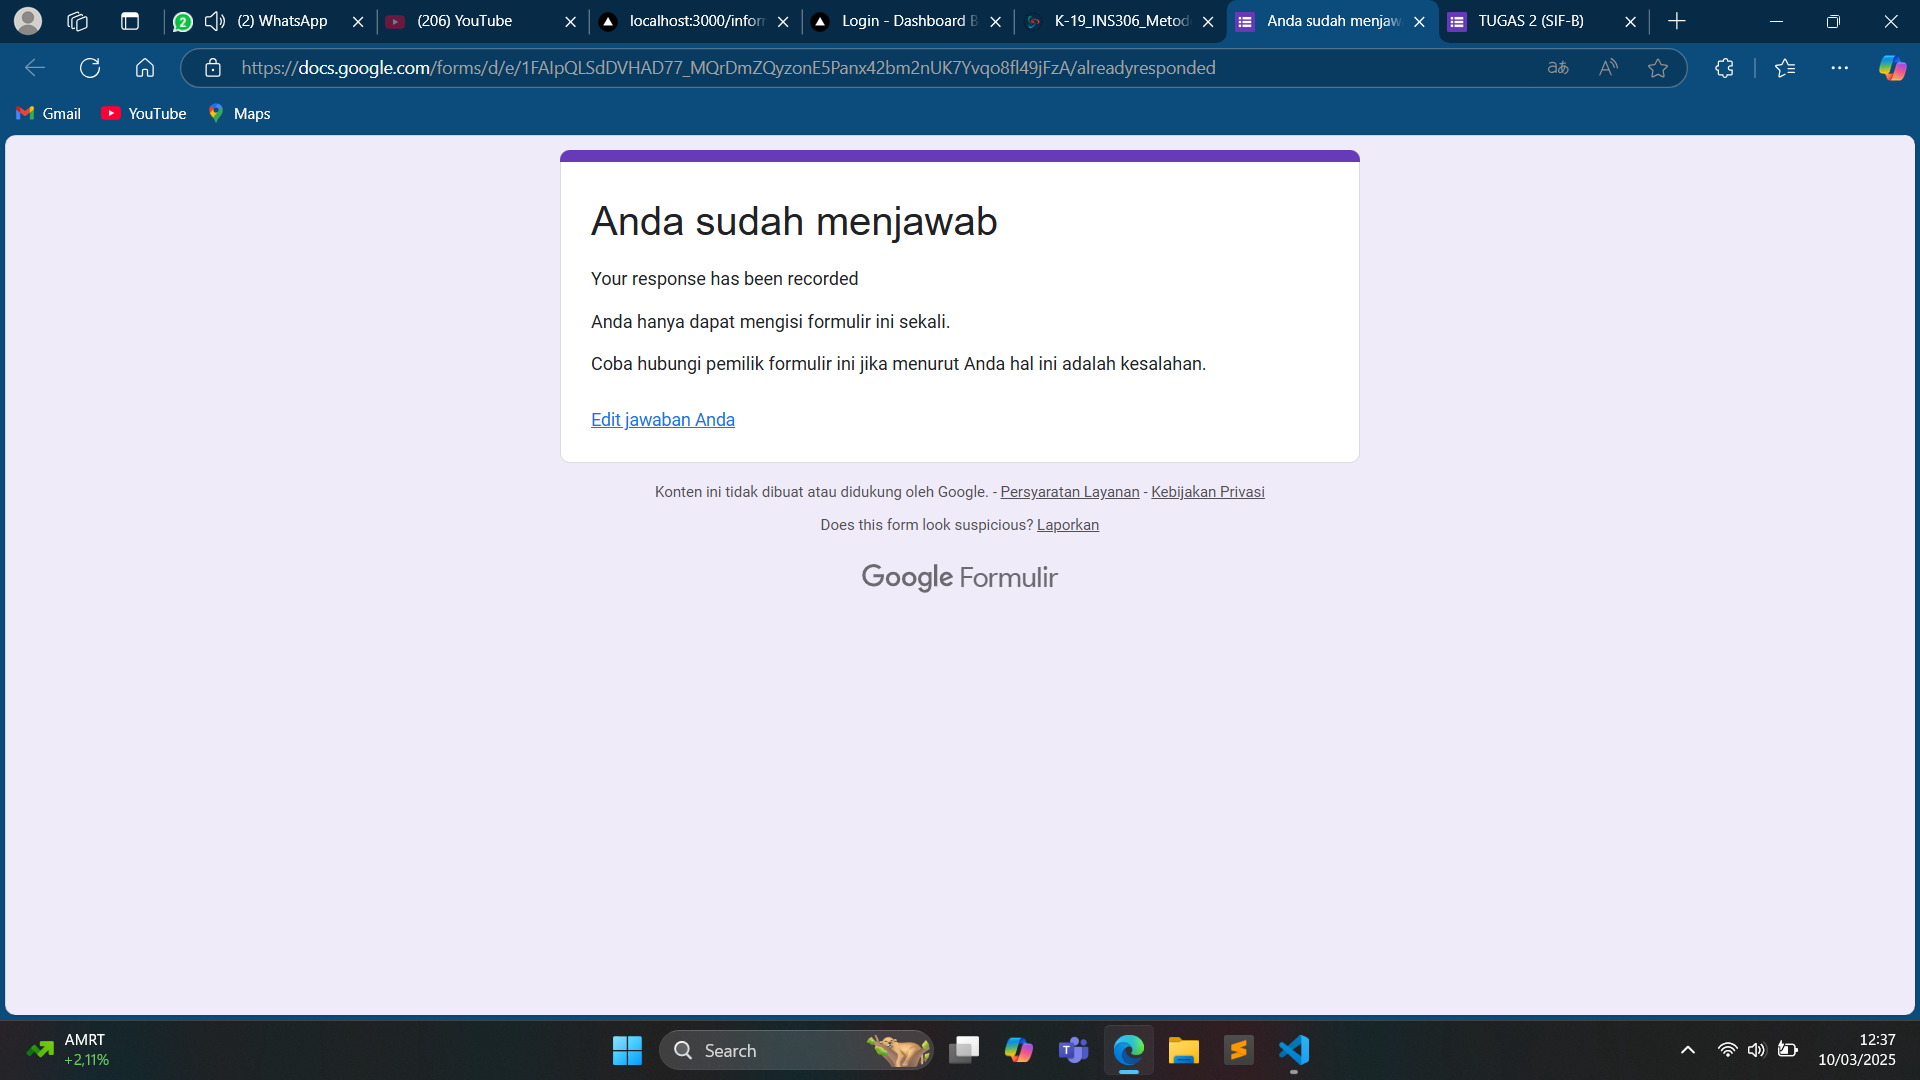 2
(2) WhatsApp
(206) YouTube
localhost:3000/infor
Login - Dashboard B
K-19_INS306_Metod
Anda sudah menjaw
TUGAS 2 (SIF-B)
https://docs.google.com/forms/d/e/1FAIpQLSdDVHAD77_MQrDmZQyzonE5Panx42bm2nUK7Yvqo8fl49jFzA/alreadyresponded
Gmail
YouTube
Maps
Anda sudah menjawab
Your response has been recorded
Anda hanya dapat mengisi formulir ini sekali.
Coba hubungi pemilik formulir ini jika menurut Anda hal ini adalah kesalahan.
Edit jawaban Anda
Konten ini tidak dibuat atau didukung oleh Google. - Persyaratan Layanan - Kebijakan Privasi
Does this form look suspicious? Laporkan
Google Formulir
AMRT
+2,11%
Search
12:37
10/03/2025